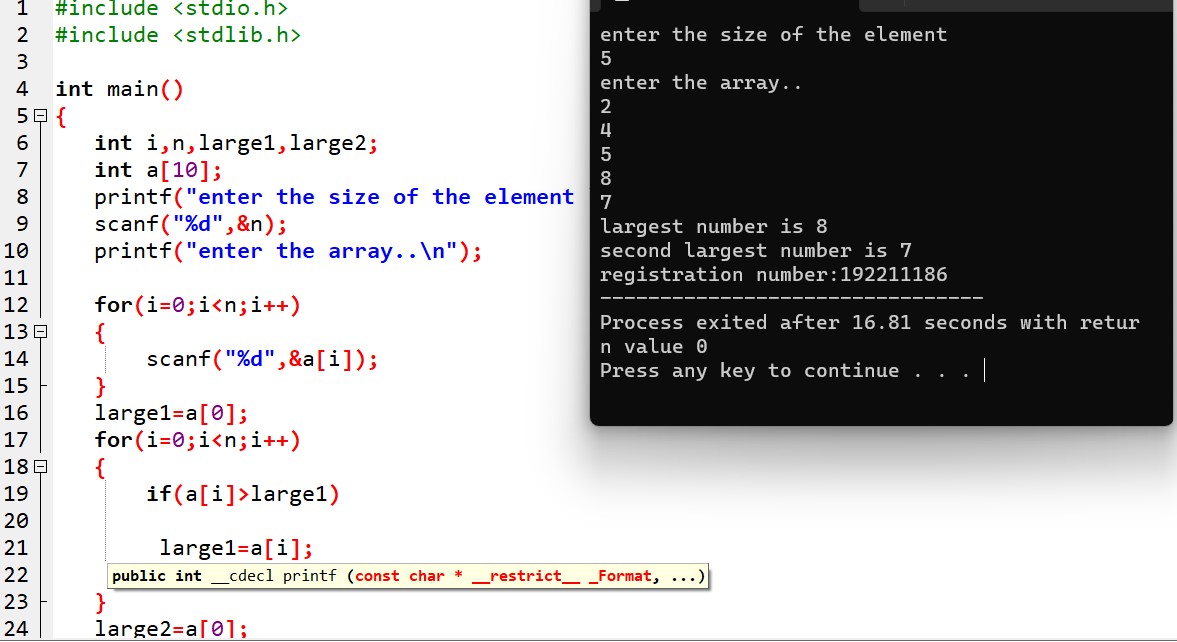 1 #include <stdio.h>
2 #include <stdlib.h>
3
4 int main()
5 {
6 int i,n,large1,large2;
7 int a[10];
8 printf("enter the size of the element
9 scanf("%d",&n);
10 printf("enter the array..\n");
11
12 for(i=0;i<n;i++)
13 {
14 scanf("%d",&a[i]);
15 }
16 large1=a[0];
17 for(i=0;i<n;i++)
18 {
19 if(a[i]>large1)
20
21 large1=a[i];
22 public int __cdecl printf (const char * __restrict__ _Format, ...)
23 }
24 large2=a[0];
enter the size of the element
5
enter the array..
2
4
5
8
7
largest number is 8
second largest number is 7
registration number:192211186
--------------------------------
Process exited after 16.81 seconds with retur
n value 0
Press any key to continue . . .